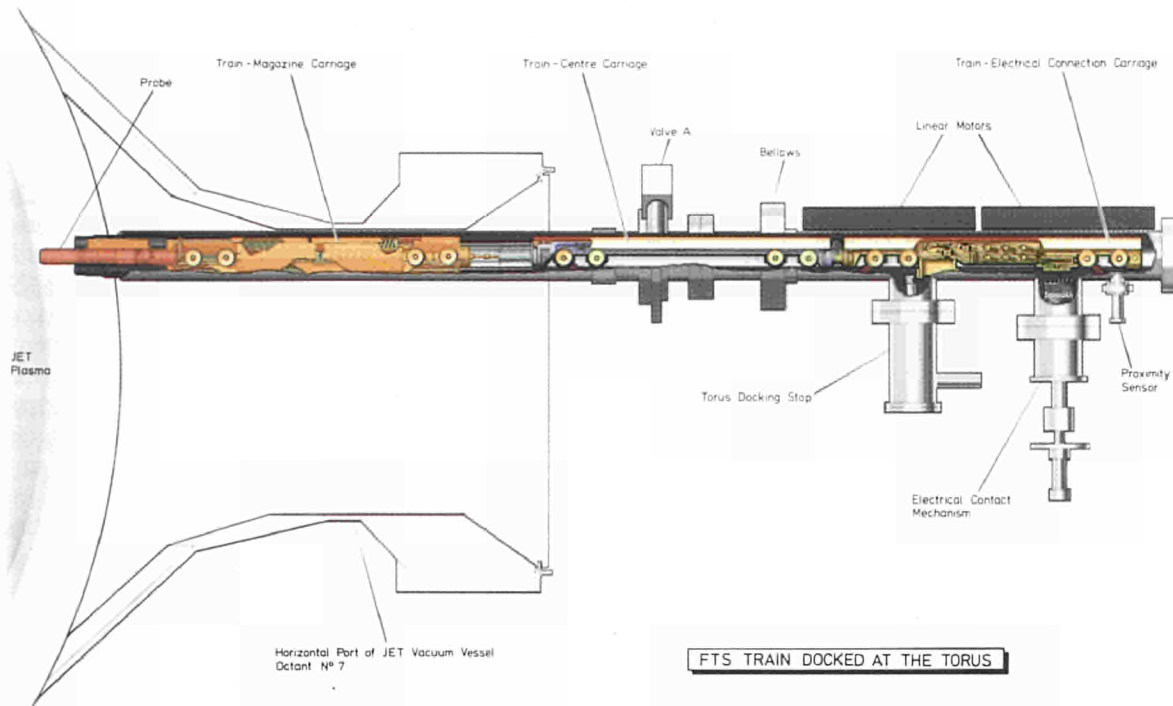 Train - Magazine Carriage
Train - Centre Carriage
Train - Electrical Connection Carriage
Probe
Valve A
Linear Motors
Bellows
JET
Plasma
Torus Docking Stop
Proximity
Sensor
Electrical Contact
Mechanism
Horizontal Port of JET Vacuum Vessel
Octant Nº 7
FTS TRAIN DOCKED AT THE TORUS